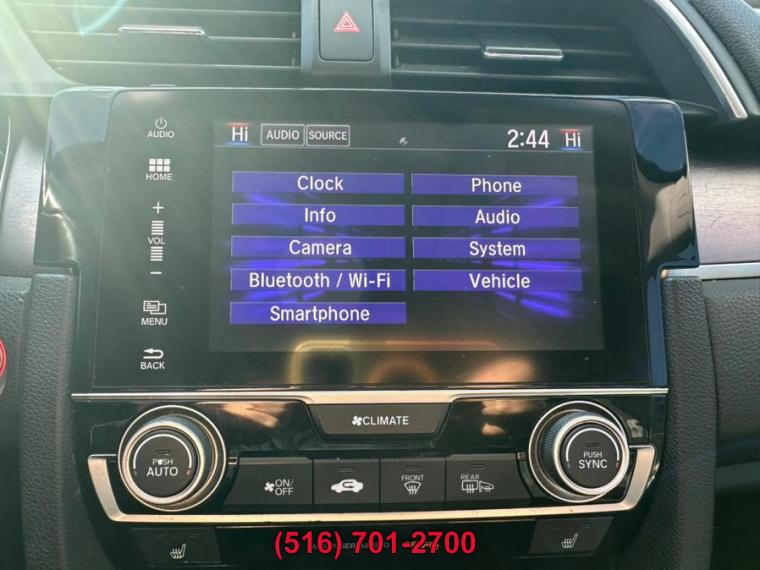 AUDIO
Hi AUDIO SOURCE 2:44 Hi
HOME
Clock Phone
+
Info Audio
VOL
Camera System
−
Bluetooth / Wi-Fi Vehicle
MENU
Smartphone
BACK
CLIMATE
PUSH
AUTO
ON/
OFF
FRONT
REAR
PUSH
SYNC
(516) 701-2700